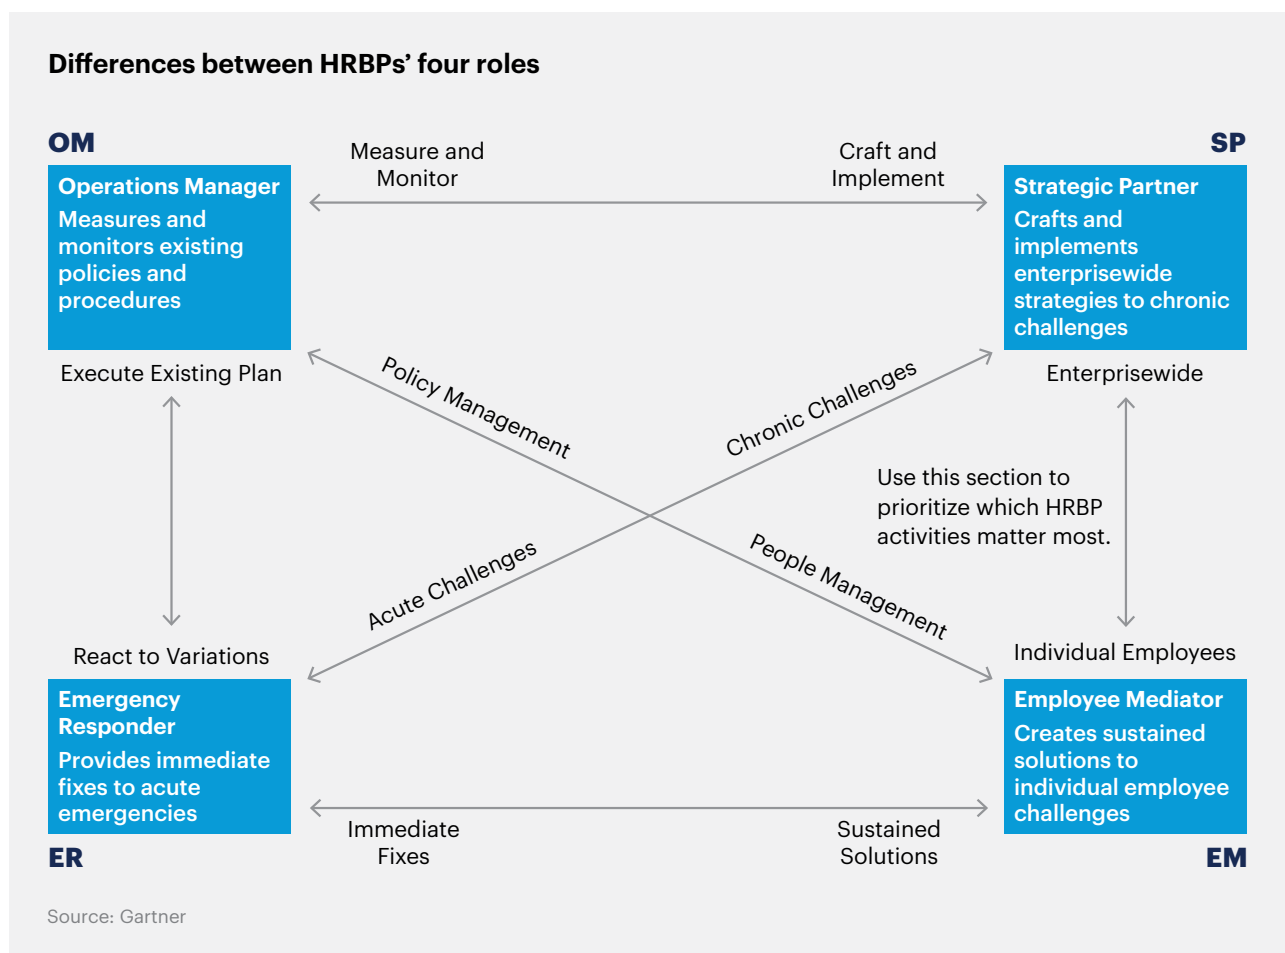 Differences between HRBPs’ four roles
OM
SP
Measure and
Monitor
Craft and
Implement
Operations Manager
Measures and
monitors existing
policies and
procedures
Strategic Partner
Crafts and
implements
enterprisewide
strategies to chronic
challenges
Execute Existing Plan
Enterprisewide
Policy Management
Chronic Challenges
Use this section to
prioritize which HRBP
activities matter most.
Acute Challenges
People Management
React to Variations
Individual Employees
Emergency
Responder
Provides immediate
fixes to acute
emergencies
Employee Mediator
Creates sustained
solutions to
individual employee
challenges
Immediate
Fixes
Sustained
Solutions
ER
EM
Source: Gartner